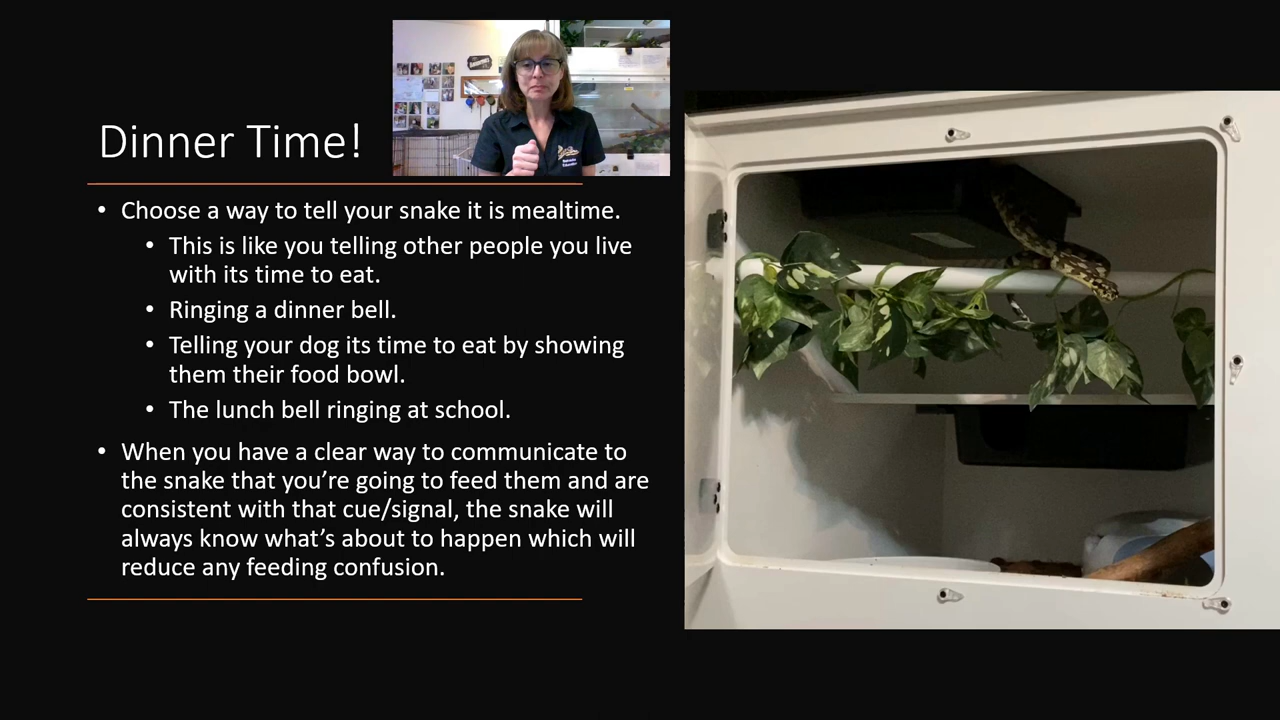 Dinner Time!
• Choose a way to tell your snake it is mealtime.
• This is like you telling other people you live
with its time to eat.
• Ringing a dinner bell.
• Telling your dog its time to eat by showing
them their food bowl.
• The lunch bell ringing at school.
• When you have a clear way to communicate to
the snake that you’re going to feed them and are
consistent with that cue/signal, the snake will
always know what’s about to happen which will
reduce any feeding confusion.